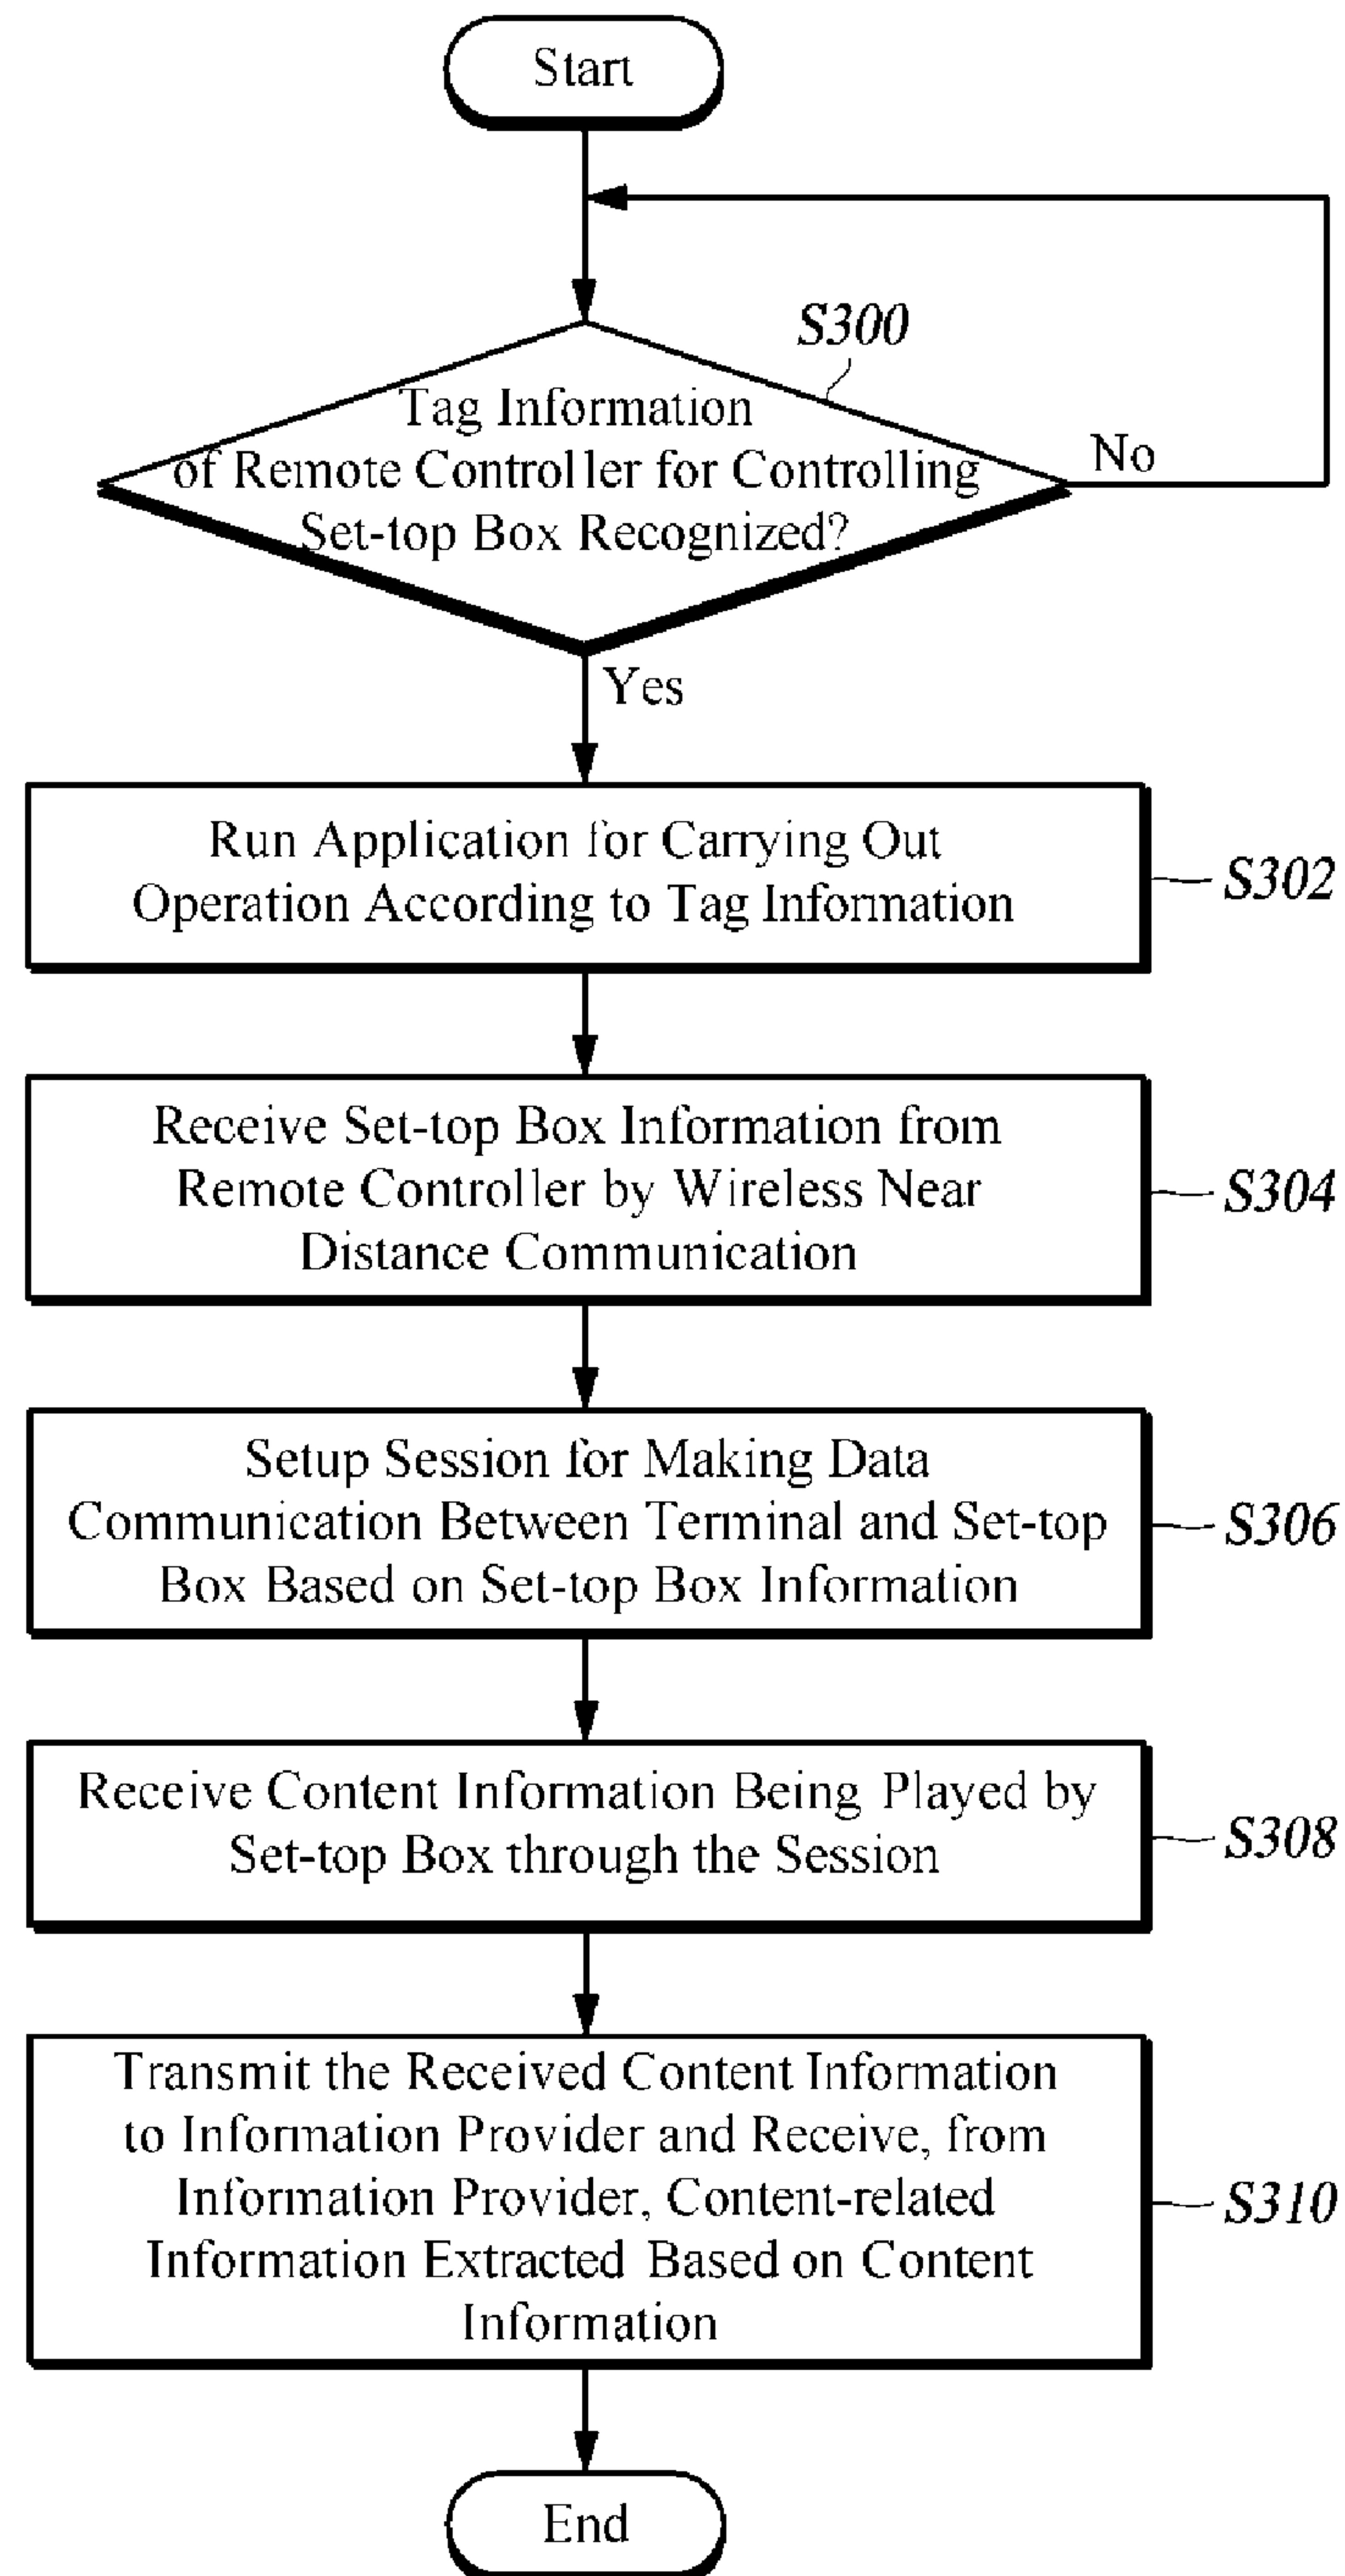 Start
S300
Tag Information
of Remote Controller for Controlling
Set-top Box Recognized?
No
Yes
Run Application for Carrying Out
Operation According to Tag Information
S302
Receive Set-top Box Information from
Remote Controller by Wireless Near
Distance Communication
S304
Setup Session for Making Data
Communication Between Terminal and Set-top
Box Based on Set-top Box Information
S306
Receive Content Information Being Played by
Set-top Box through the Session
S308
Transmit the Received Content Information
to Information Provider and Receive, from
Information Provider, Content-related
Information Extracted Based on Content
Information
S310
End